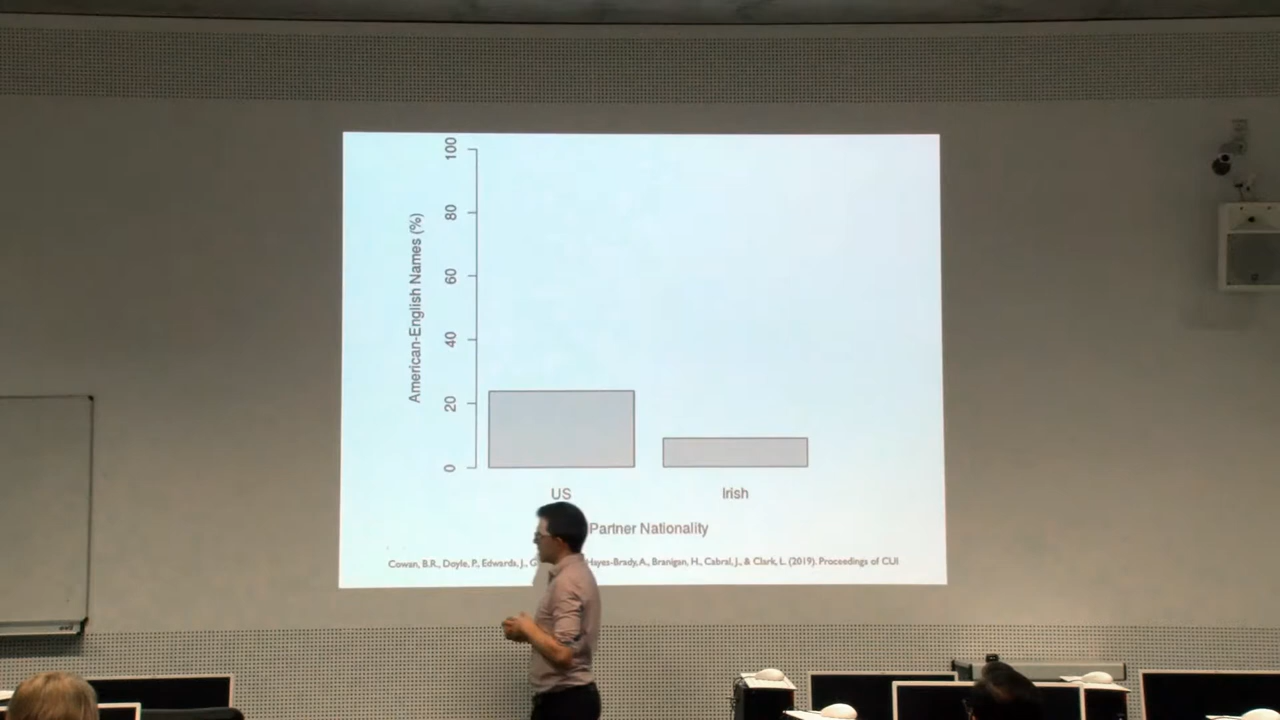 100
80
60
40
20
0
American-English Names (%)
US
Irish
Partner Nationality
Cowan, B.R., Doyle, P., Edwards, J., G Hayes-Brady, A., Branigan, H., Cabral, J., & Clark, L. (2019). Proceedings of CUI